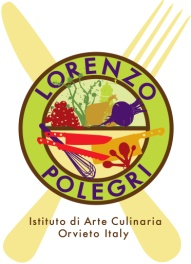 LORENZO
POLEGRI
Istituto di Arte Culinaria
Orvieto Italy